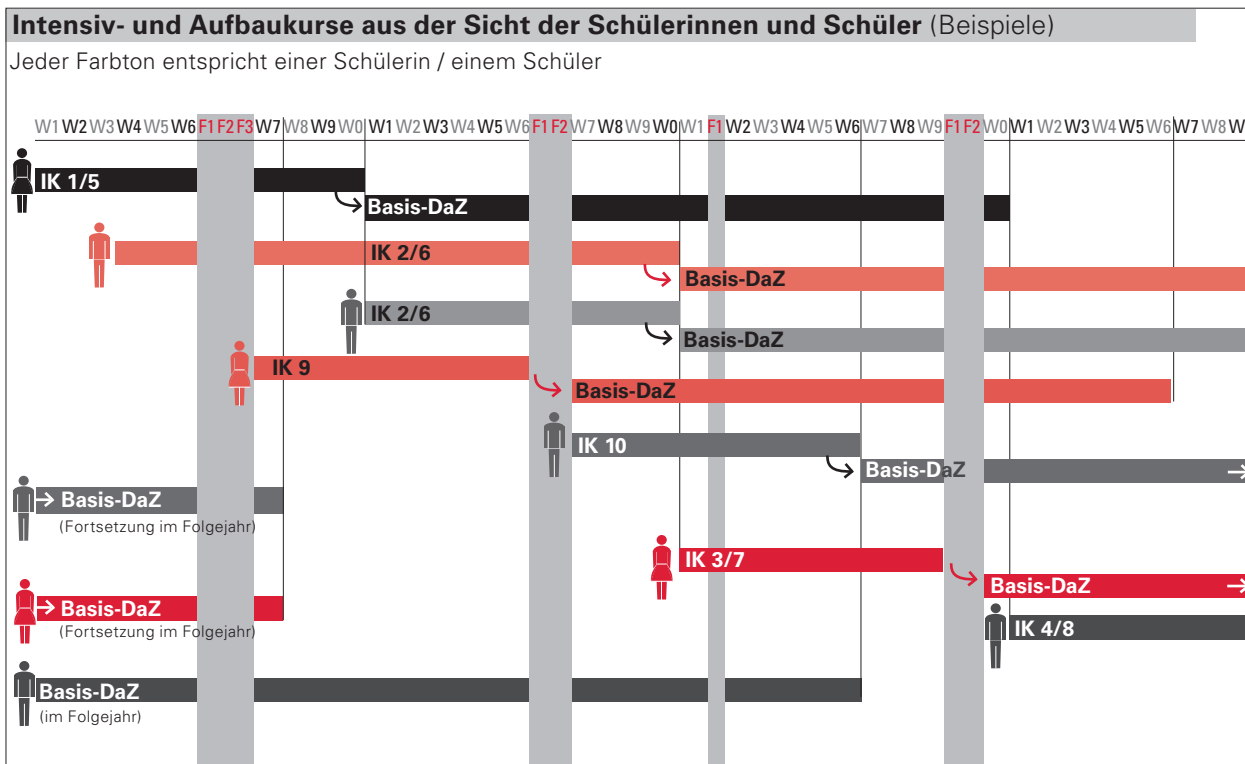 Intensiv- und Aufbaukurse aus der Sicht der Schülerinnen und Schüler (Beispiele)
Jeder Farbton entspricht einer Schülerin / einem Schüler
W1 W2 W3 W4 W5 W6 F1 F2 F3 W7 W8 W9 W0 W1 W2 W3 W4 W5 W6 F1 F2 W7 W8 W9 W0 W1 F1 W2 W3 W4 W5 W6 W7 W8 W9 F1 F2 W0 W1 W2 W3 W4 W5 W6 W7 W8 W
IK 1/5
Basis-DaZ
IK 2/6
Basis-DaZ
IK 2/6
Basis-DaZ
IK 9
Basis-DaZ
IK 10
Basis-DaZ
Basis-DaZ
(Fortsetzung im Folgejahr)
IK 3/7
Basis-DaZ
Basis-DaZ
(Fortsetzung im Folgejahr)
IK 4/8
Basis-DaZ
(im Folgejahr)